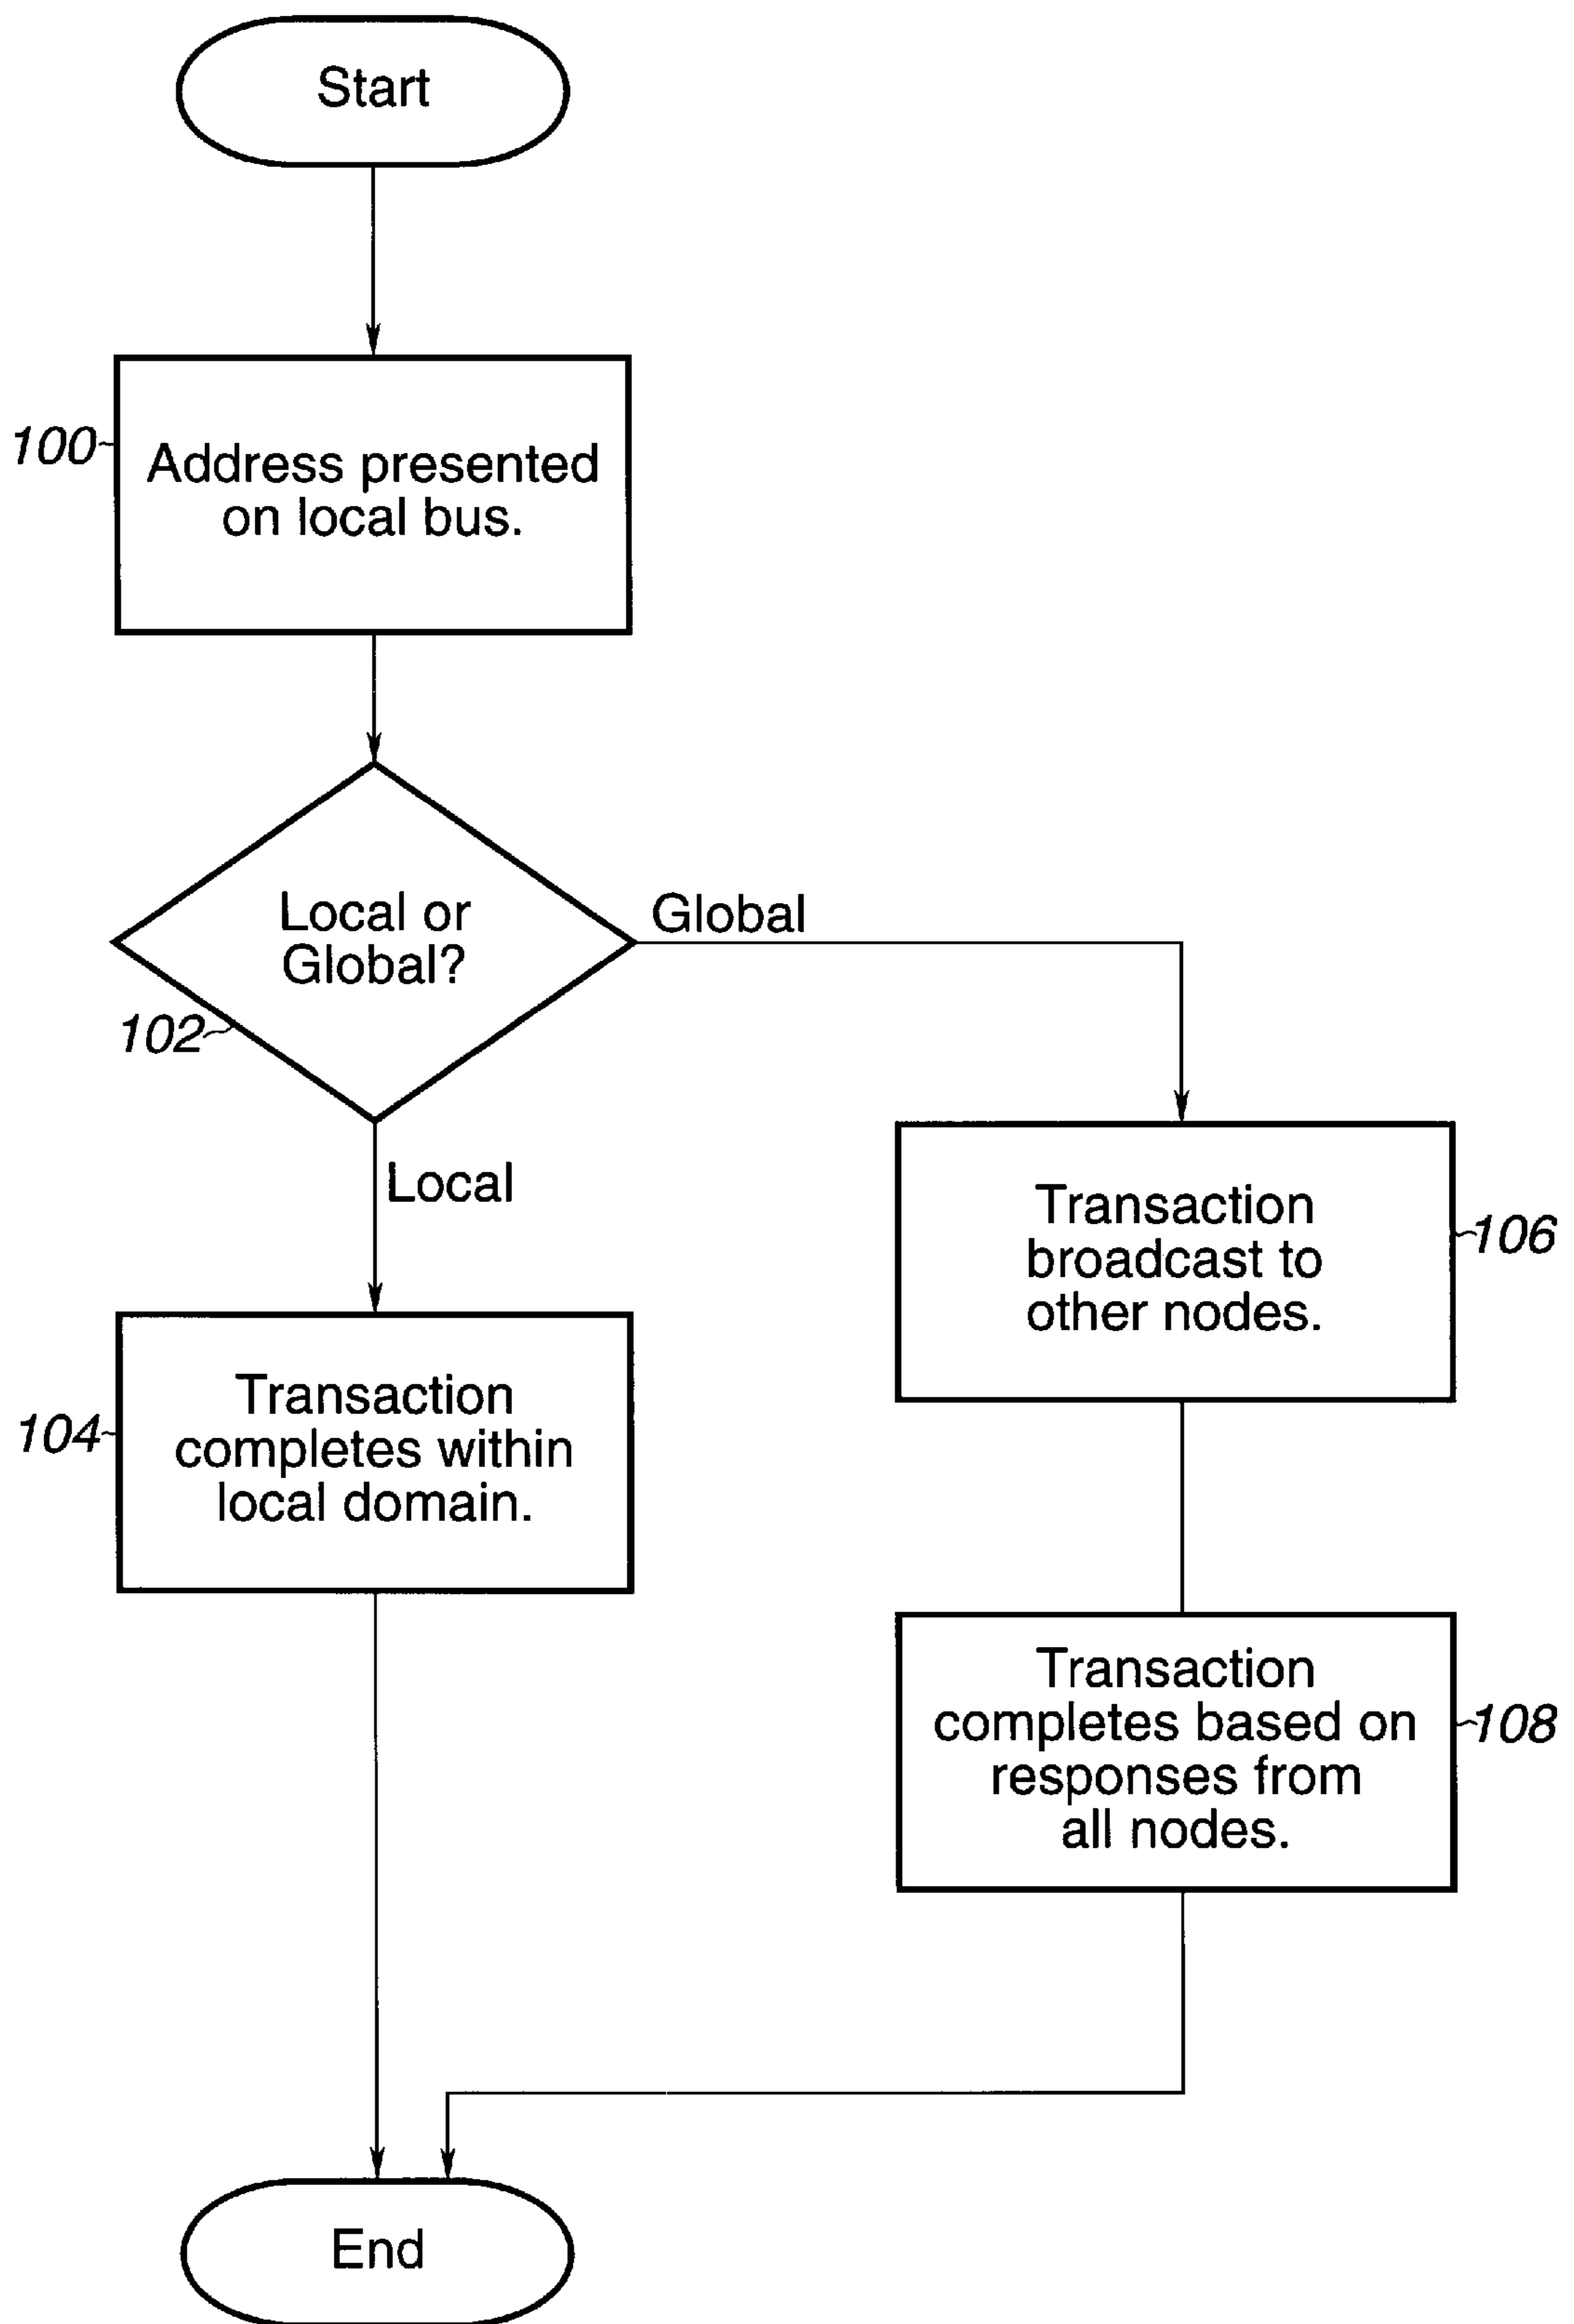 Start
100
Address presented
on local bus.
Local or
Global?
102
Global
Local
104
Transaction
completes within
local domain.
Transaction
broadcast to
other nodes.
106
Transaction
completes based on
responses from
all nodes.
108
End